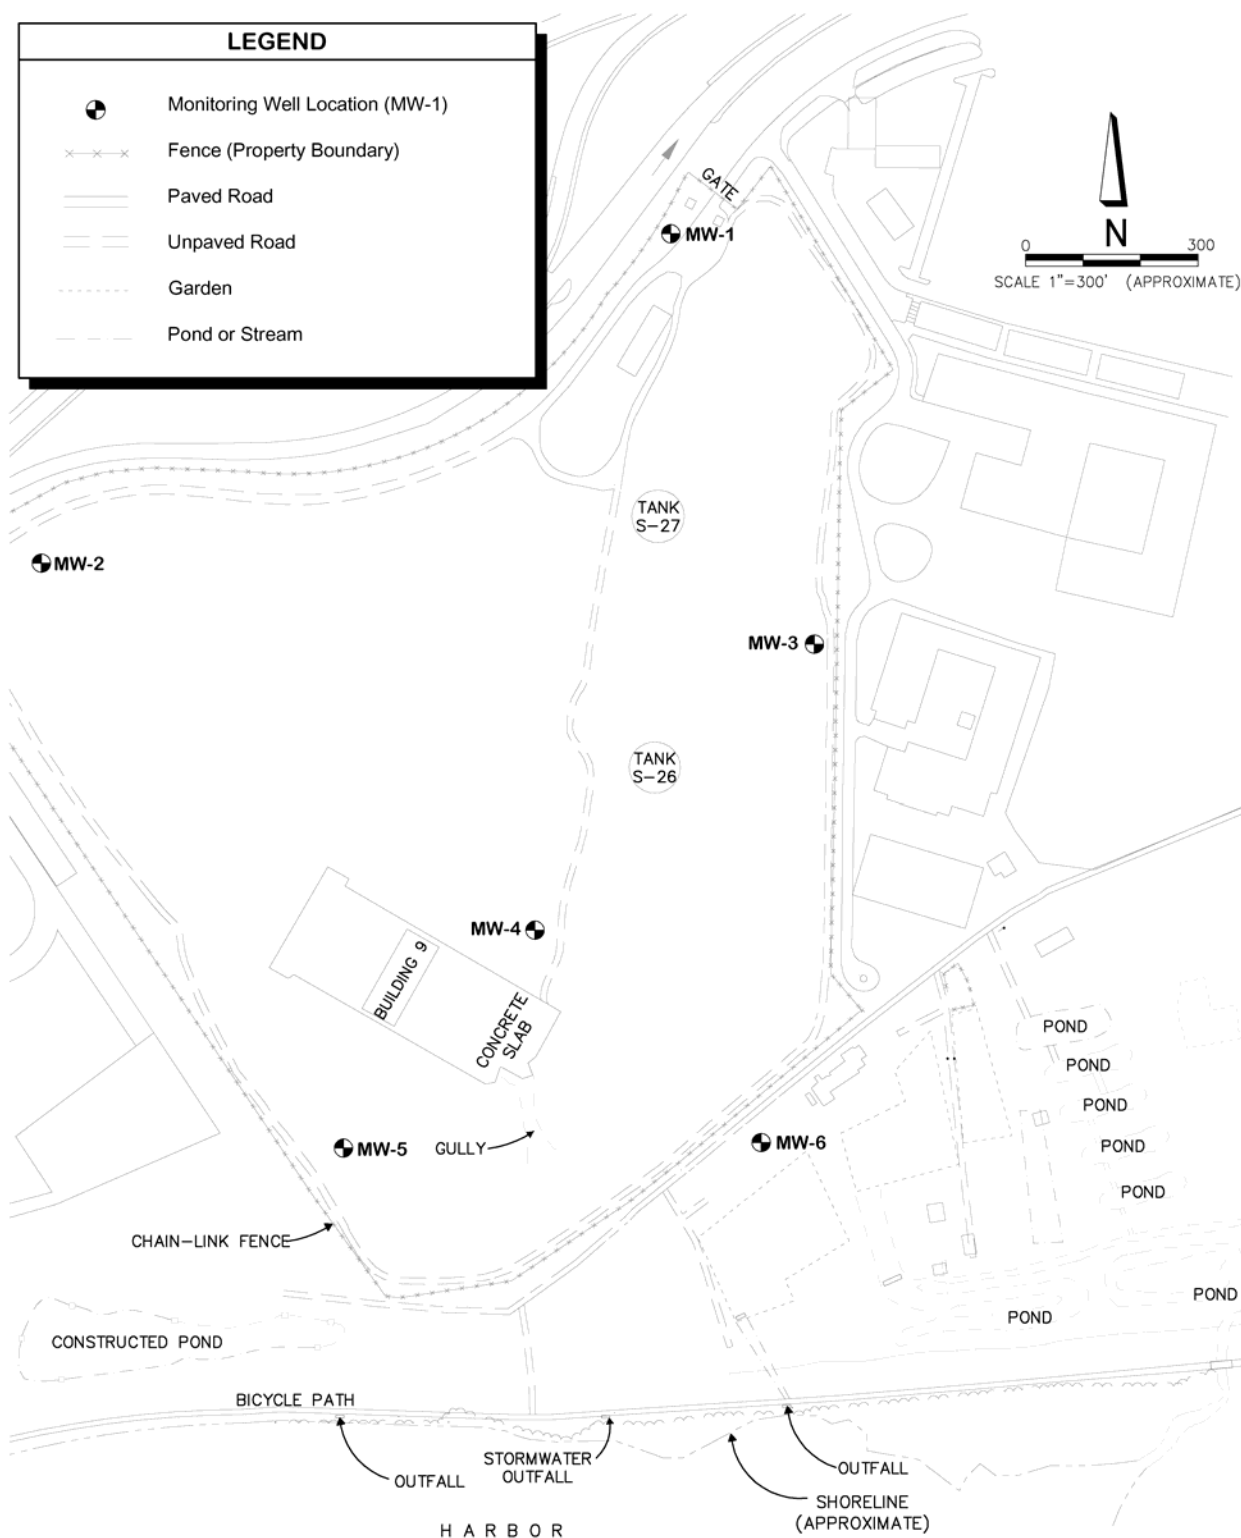 LEGEND
Monitoring Well Location (MW-1)
Fence (Property Boundary)
Paved Road
Unpaved Road
Garden
Pond or Stream
GATE
MW-1
N
0 300
SCALE 1"=300' (APPROXIMATE)
TANK
S-27
MW-2
MW-3
TANK
S-26
MW-4
BUILDING 9
CONCRETE
SLAB
POND
POND
POND
POND
POND
GULLY
MW-5
MW-6
CHAIN-LINK FENCE
CONSTRUCTED POND
POND
POND
BICYCLE PATH
OUTFALL
STORMWATER
OUTFALL
OUTFALL
SHORELINE
(APPROXIMATE)
HARBOR